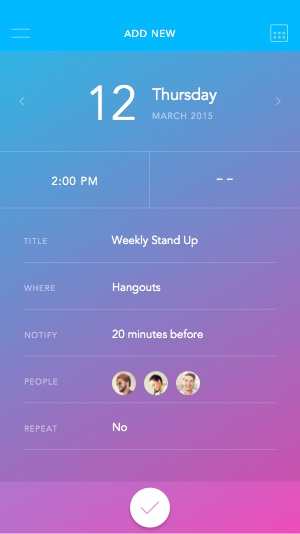 ADD NEW
12 Thursday
MARCH 2015
2:00 PM
– –
TITLE Weekly Stand Up
WHERE Hangouts
NOTIFY 20 minutes before
PEOPLE
REPEAT No